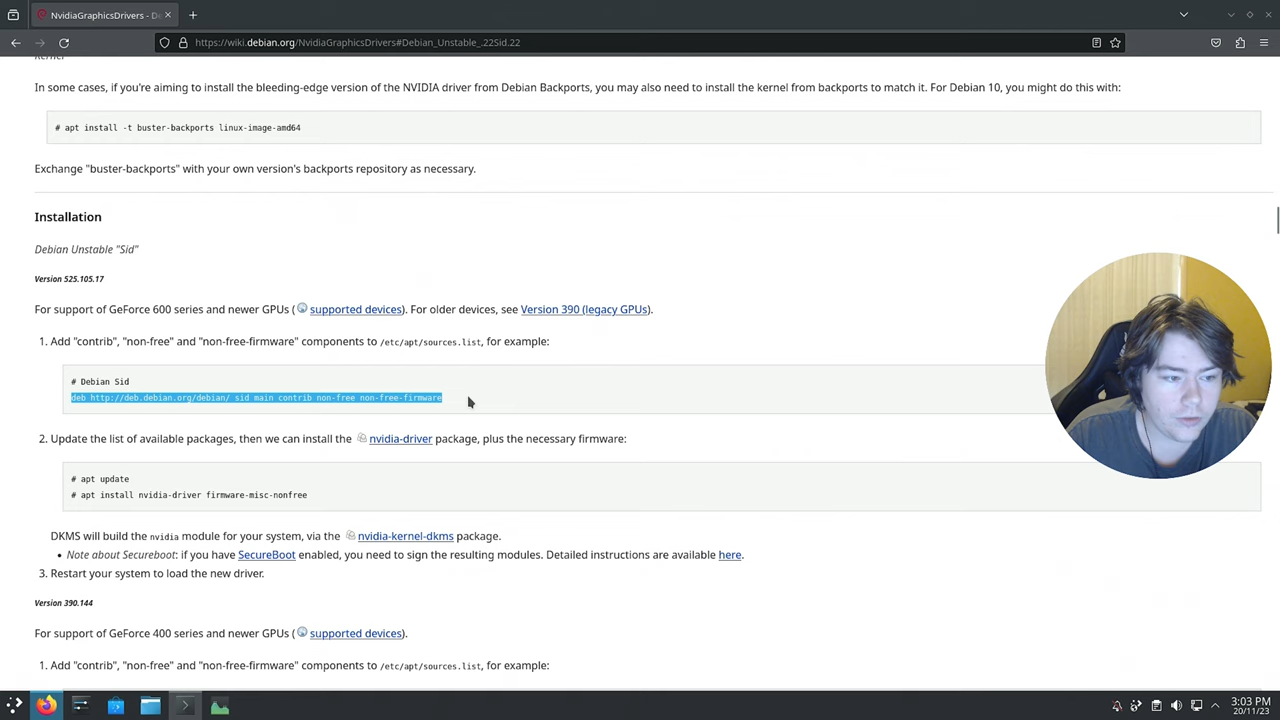 NvidiaGraphicsDrivers - De
https://wiki.debian.org/NvidiaGraphicsDrivers#Debian_Unstable_.22Sid.22
Kernel
In some cases, if you're aiming to install the bleeding-edge version of the NVIDIA driver from Debian Backports, you may also need to install the kernel from backports to match it. For Debian 10, you might do this with:
# apt install -t buster-backports linux-image-amd64
Exchange "buster-backports" with your own version's backports repository as necessary.
Installation
Debian Unstable "Sid"
Version 525.105.17
For support of GeForce 600 series and newer GPUs ( supported devices). For older devices, see Version 390 (legacy GPUs).
1. Add "contrib", "non-free" and "non-free-firmware" components to /etc/apt/sources.list, for example:
# Debian Sid
deb http://deb.debian.org/debian/ sid main contrib non-free non-free-firmware
2. Update the list of available packages, then we can install the nvidia-driver package, plus the necessary firmware:
# apt update
# apt install nvidia-driver firmware-misc-nonfree
DKMS will build the nvidia module for your system, via the nvidia-kernel-dkms package.
• Note about Secureboot: if you have SecureBoot enabled, you need to sign the resulting modules. Detailed instructions are available here.
3. Restart your system to load the new driver.
Version 390.144
For support of GeForce 400 series and newer GPUs ( supported devices).
1. Add "contrib", "non-free" and "non-free-firmware" components to /etc/apt/sources.list, for example:
3:03 PM
20/11/23